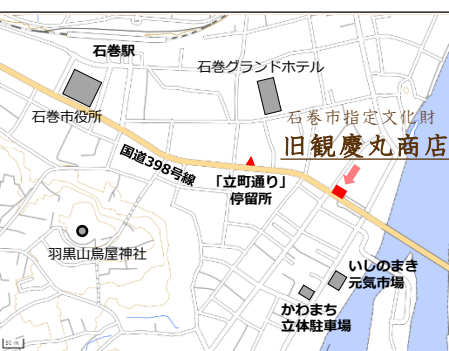 石巻駅
石巻グランドホテル
石巻市役所
石巻市指定文化財
旧観慶丸商店
国道398号線
「立町通り」
停留所
羽黒山鳥屋神社
いしのまき
元気市場
かわまち
立体駐車場
50 m